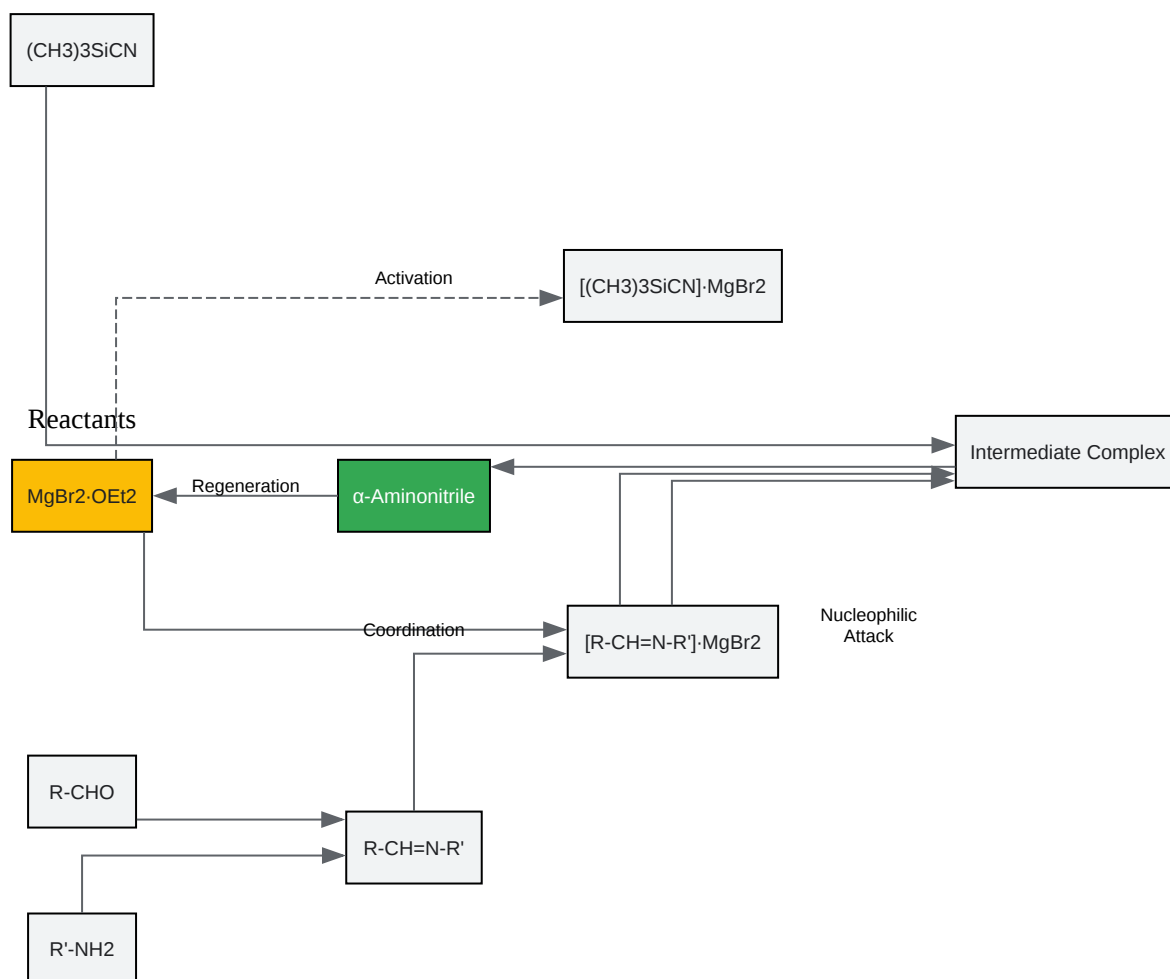 (CH3)3SiCN
Activation
[(CH3)3SiCN]·MgBr2
Reactants
Intermediate Complex
MgBr2·OEt2
Regeneration
α-Aminonitrile
Coordination
[R-CH=N-R']·MgBr2
Nucleophilic
Attack
R-CHO
R-CH=N-R'
R'-NH2